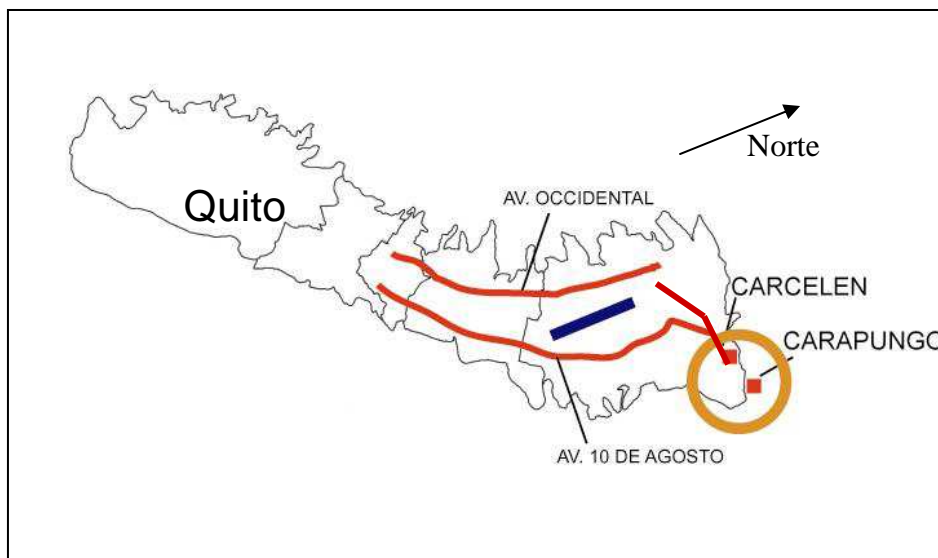 Norte
Quito
AV. OCCIDENTAL
CARCELEN
CARAPUNGO
AV. 10 DE AGOSTO